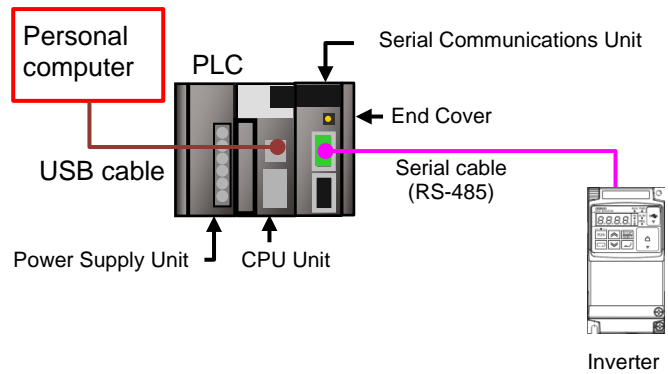 Personal
computer
PLC
Serial Communications Unit
End Cover
USB cable
Serial cable
(RS-485)
Power Supply Unit
CPU Unit
Inverter